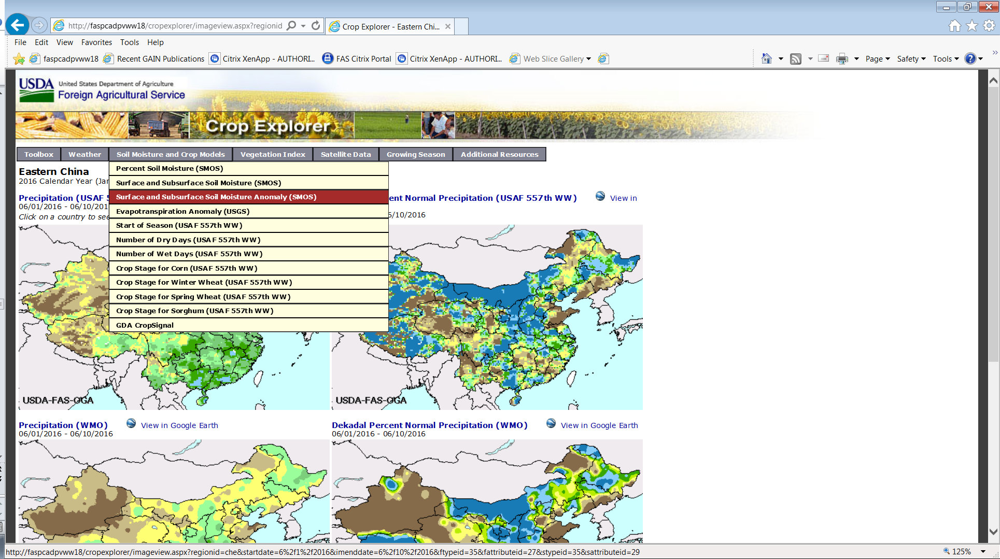 http://faspcadpvww18/cropexplorer/imageview.aspx?regionid
Crop Explorer - Eastern Chi...
File Edit View Favorites Tools Help
faspcadpvww18 Recent GAIN Publications Citrix XenApp - AUTHORI... FAS Citrix Portal Citrix XenApp - AUTHORI... Web Slice Gallery
Page Safety Tools
USDA United States Department of Agriculture
Foreign Agricultural Service
Crop Explorer
Toolbox Weather Soil Moisture and Crop Models Vegetation Index Satellite Data Growing Season Additional Resources
Eastern China
2016 Calendar Year (Jan
Percent Soil Moisture (SMOS)
Surface and Subsurface Soil Moisture (SMOS)
Surface and Subsurface Soil Moisture Anomaly (SMOS)
Evapotranspiration Anomaly (USGS)
Start of Season (USAF 557th WW)
Number of Dry Days (USAF 557th WW)
Number of Wet Days (USAF 557th WW)
Crop Stage for Corn (USAF 557th WW)
Crop Stage for Winter Wheat (USAF 557th WW)
Crop Stage for Spring Wheat (USAF 557th WW)
Crop Stage for Sorghum (USAF 557th WW)
GDA CropSignal
Precipitation (USAF 5
06/01/2016 - 06/10/201
Click on a country to see
ent Normal Precipitation (USAF 557th WW) View in
6/10/2016
USDA-FAS-OGA
USDA-FAS-OGA
Precipitation (WMO) View in Google Earth
06/01/2016 - 06/10/2016
Dekadal Percent Normal Precipitation (WMO) View in Google Earth
06/01/2016 - 06/10/2016
http://faspcadpvww18/cropexplorer/imageview.aspx?regionid=che&startdate=6%2f1%2f2016&imenddate=6%2f10%2f2016&ftypeid=35&fattributeid=27&stypeid=35&sattributeid=29
125%